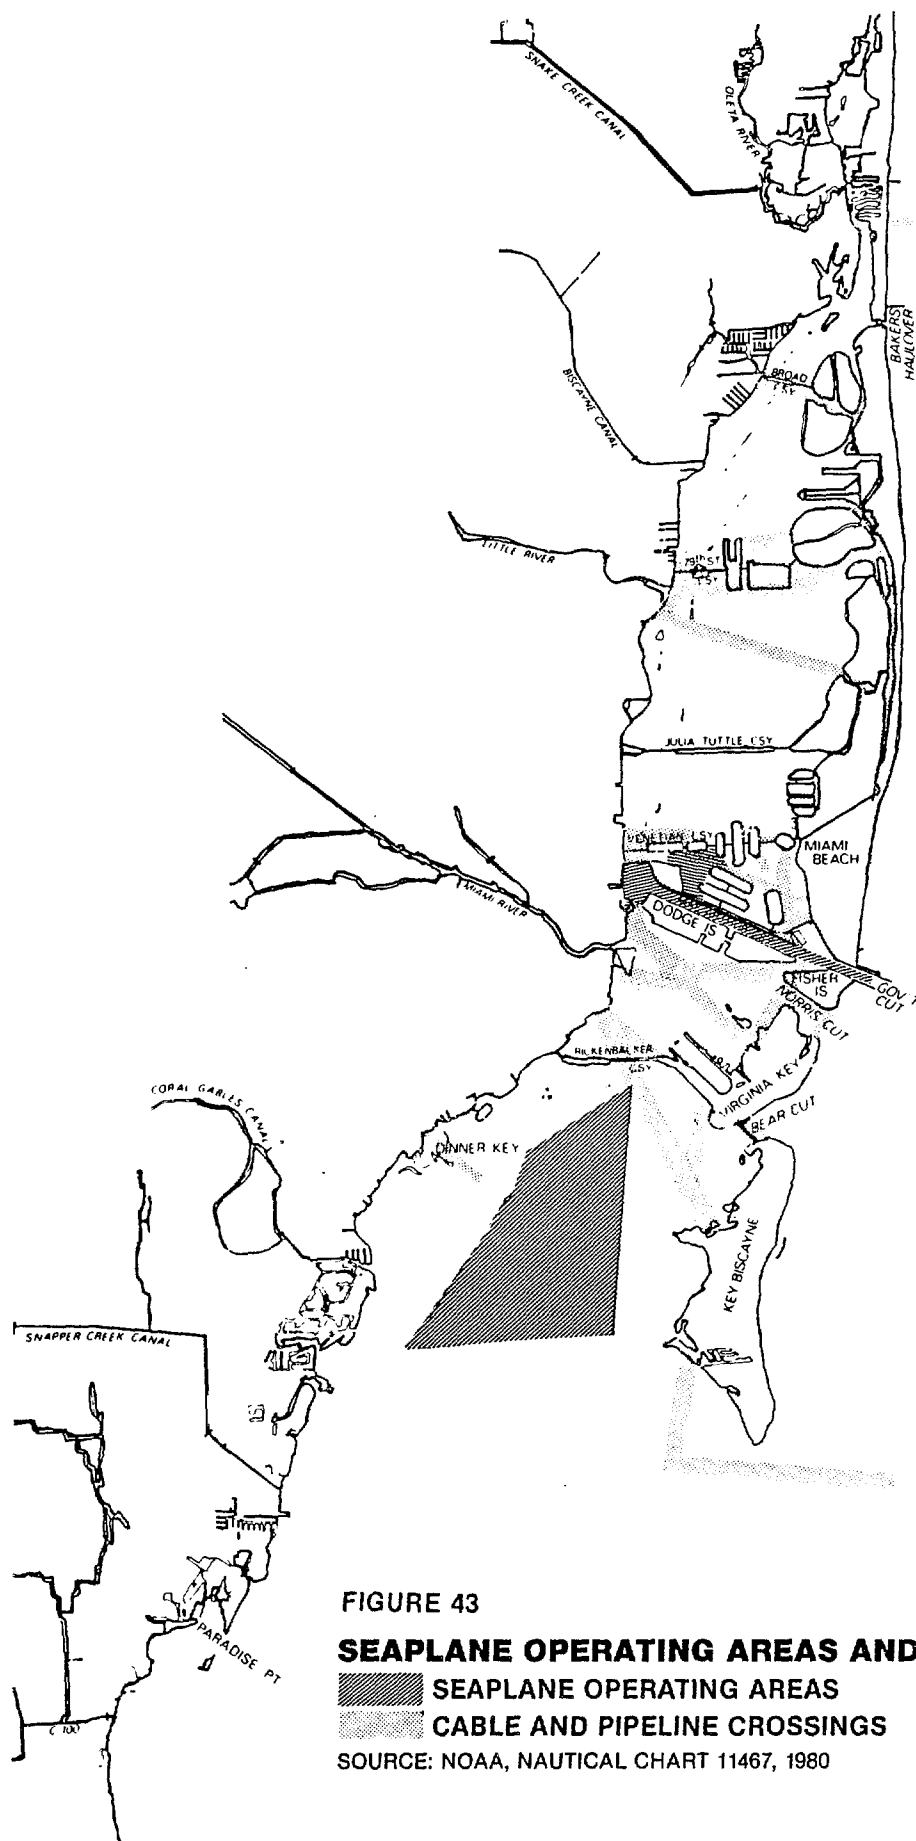 SNAKE CREEK CANAL
OLETA RIVER
BAKERS
HAULOVER
BROAD
CSY
BISCAYNE CANAL
LITTLE RIVER
79th ST
CSY
JULIA TUTTLE CSY
VENETIAN CSY
MIAMI
BEACH
MIAMI RIVER
DODGE IS
FISHER
IS
GOV'T
CUT
NORRIS CUT
RICKENBACKER
CSY
VIRGINIA KEY
BEAR CUT
CORAL GABLES CANAL
DINNER KEY
KEY BISCAYNE
SNAPPER CREEK CANAL
PARADISE PT
C 100
FIGURE 43
SEAPLANE OPERATING AREAS AND
SEAPLANE OPERATING AREAS
CABLE AND PIPELINE CROSSINGS
SOURCE: NOAA, NAUTICAL CHART 11467, 1980